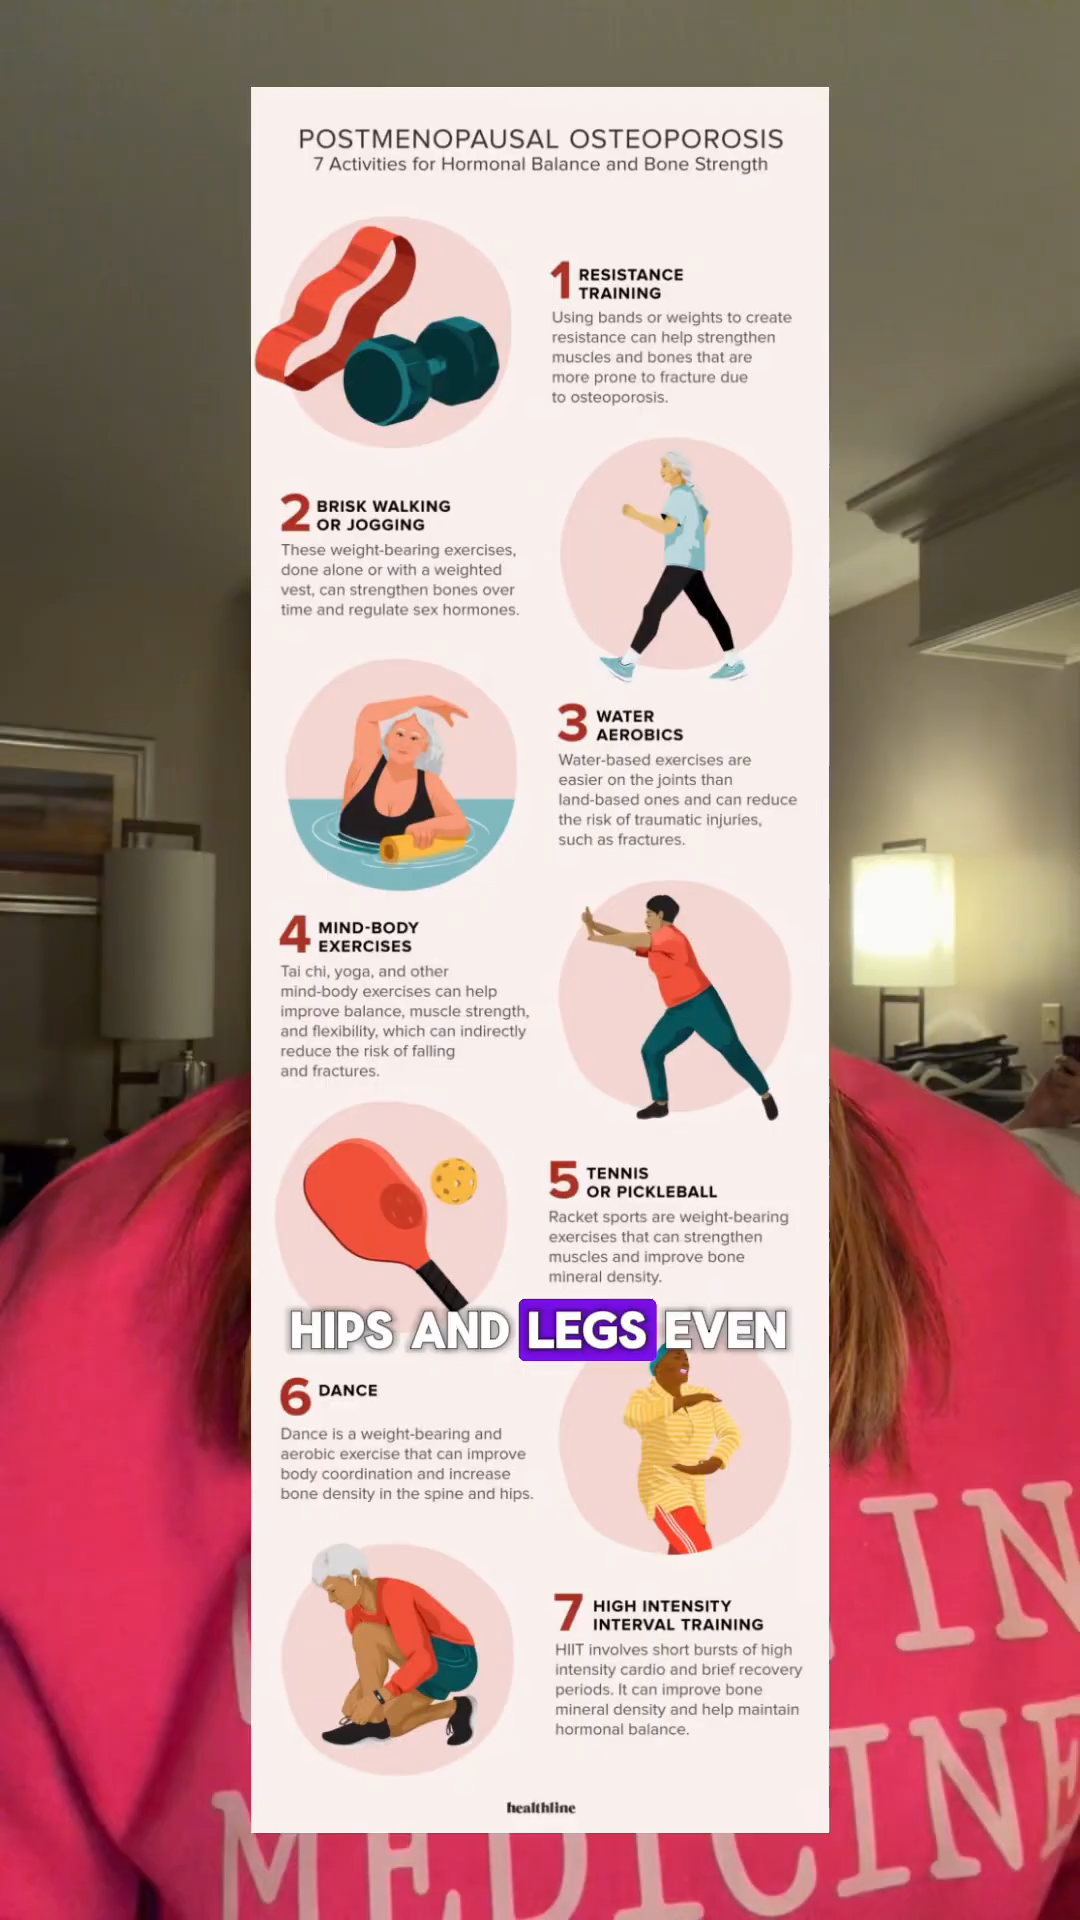 POSTMENOPAUSAL OSTEOPOROSIS
7 Activities for Hormonal Balance and Bone Strength
1 RESISTANCE
TRAINING
Using bands or weights to create
resistance can help strengthen
muscles and bones that are
more prone to fracture due
to osteoporosis.
2 BRISK WALKING
OR JOGGING
These weight-bearing exercises,
done alone or with a weighted
vest, can strengthen bones over
time and regulate sex hormones.
3 WATER
AEROBICS
Water-based exercises are
easier on the joints than
land-based ones and can reduce
the risk of traumatic injuries,
such as fractures.
4 MIND-BODY
EXERCISES
Tai chi, yoga, and other
mind-body exercises can help
improve balance, muscle strength,
and flexibility, which can indirectly
reduce the risk of falling
and fractures.
5 TENNIS
OR PICKLEBALL
Racket sports are weight-bearing
exercises that can strengthen
muscles and improve bone
mineral density.
HIPS AND LEGS EVEN
6 DANCE
Dance is a weight-bearing and
aerobic exercise that can improve
body coordination and increase
bone density in the spine and hips.
7 HIGH INTENSITY
INTERVAL TRAINING
HIIT involves short bursts of high
intensity cardio and brief recovery
periods. It can improve bone
mineral density and help maintain
hormonal balance.
healthline
IN
MEDICINE